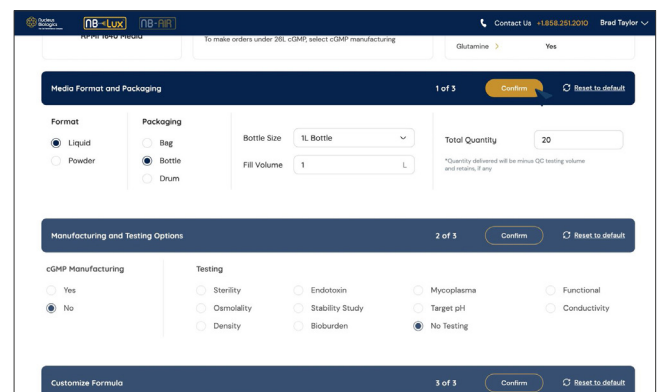 Nucleus Biologics NB-Lux NB-AIR Contact Us +1.858.251.2010 Brad Taylor
RPMI 1640 Media
To make orders under 26L cGMP, select cGMP manufacturing
Glutamine > Yes
Media Format and Packaging 1 of 3 Confirm Reset to default
Format Packaging
Liquid Bag Bottle Size 1L Bottle Total Quantity 20
Powder Bottle Fill Volume 1 L *Quantity delivered will be minus QC testing volume
and retains, if any
Drum
Manufacturing and Testing Options 2 of 3 Confirm Reset to default
cGMP Manufacturing Testing
Yes Sterility Endotoxin Mycoplasma Functional
No Osmolality Stability Study Target pH Conductivity
Density Bioburden No Testing
Customize Formula 3 of 3 Confirm Reset to default